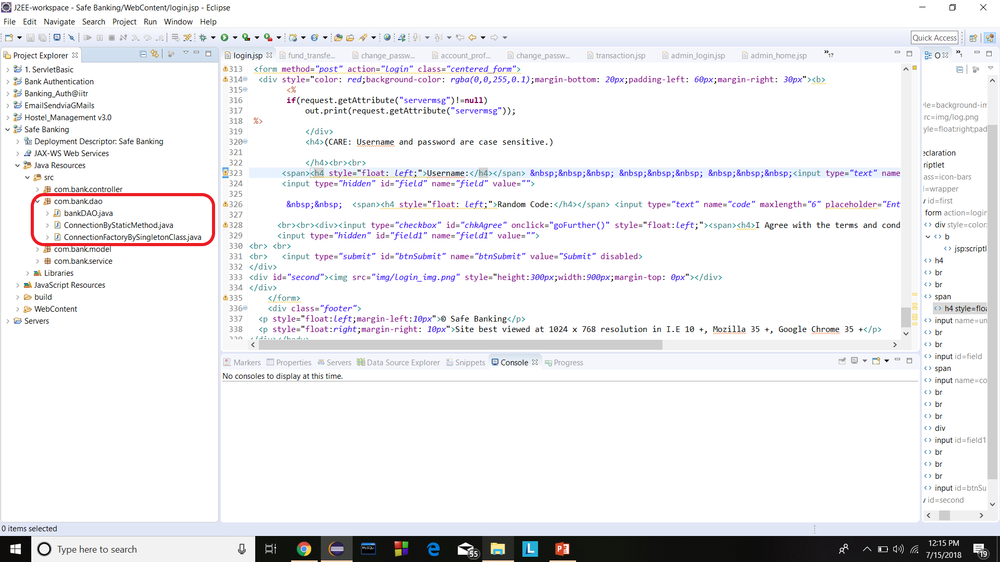 J2EE-workspace - Safe Banking/WebContent/login.jsp - Eclipse
File Edit Navigate Search Project Run Window Help
Quick Access
Project Explorer
1. ServletBasic
Bank Authentication
Banking_Auth@iitr
EmailSendviaGMails
Hostel_Management v3.0
Safe Banking
Deployment Descriptor: Safe Banking
JAX-WS Web Services
Java Resources
src
com.bank.controller
com.bank.dao
bankDAO.java
ConnectionByStaticMethod.java
ConnectionFactoryBySingletonClass.java
com.bank.model
com.bank.service
Libraries
JavaScript Resources
build
WebContent
Servers
login.jsp fund_transfe... change_passw... account_prof... change_passw... transaction.jsp admin_login.jsp admin_home.jsp »17
313 <form method="post" action="login" class="centered_form">
314 <div style="color: red;background-color: rgba(0,0,255,0.1);margin-bottom: 20px;padding-left: 60px;margin-right: 30px"><b>
315 <%
316 if(request.getAttribute("servermsg")!=null)
317 out.print(request.getAttribute("servermsg"));
318 %>
319 </div>
320 <h4>(CARE: Username and password are case sensitive.)
321
322 </h4><br><br>
323 <span><h4 style="float: left;">Username:</h4></span> &nbsp;&nbsp;&nbsp; &nbsp;&nbsp;&nbsp; &nbsp;&nbsp;&nbsp;<input type="text" name
324 <input type="hidden" id="field" name="field" value="">
325
326 &nbsp;&nbsp; <span><h4 style="float: left;">Random Code:</h4></span> <input type="text" name="code" maxlength="6" placeholder="Ent
327
328 <br><br><div><input type="checkbox" id="chkAgree" onclick="goFurther()" style="float:left;"><span><h4>I Agree with the terms and cond
329 <input type="hidden" id="field1" name="field1" value="">
330 <br> <br>
331 <br> <input type="submit" id="btnSubmit" name="btnSubmit" value="Submit" disabled>
332 </div>
333 <div id="second"><img src="img/login_img.png" style="height:300px;width:900px;margin-top: 0px"></div>
334 </div>
335 </form>
336 <div class="footer">
337 <p style="float:left;margin-left:10px">© Safe Banking</p>
338 <p style="float:right;margin-right: 10px">Site best viewed at 1024 x 768 resolution in I.E 10 +, Mozilla 35 +, Google Chrome 35 +</p>
339 </div></body>
Markers Properties Servers Data Source Explorer Snippets Console Progress
No consoles to display at this time.
O »1
yle=background-im
rc=img/log.png
tyle=float:right;pad
eclaration
riptlet
ass=icon-bars
l=wrapper
v id=first
form action=login
div style=color:
b
jsp:scriptl
h4
br
br
span
h4 style=floa
input name=un
br
br
input id=field
span
input name=co
br
br
br
div
input id=field1
br
br
br
input id=btnSu
v id=second
0 items selected
Type here to search
MySQL
55
L
12:15 PM
7/15/2018
19